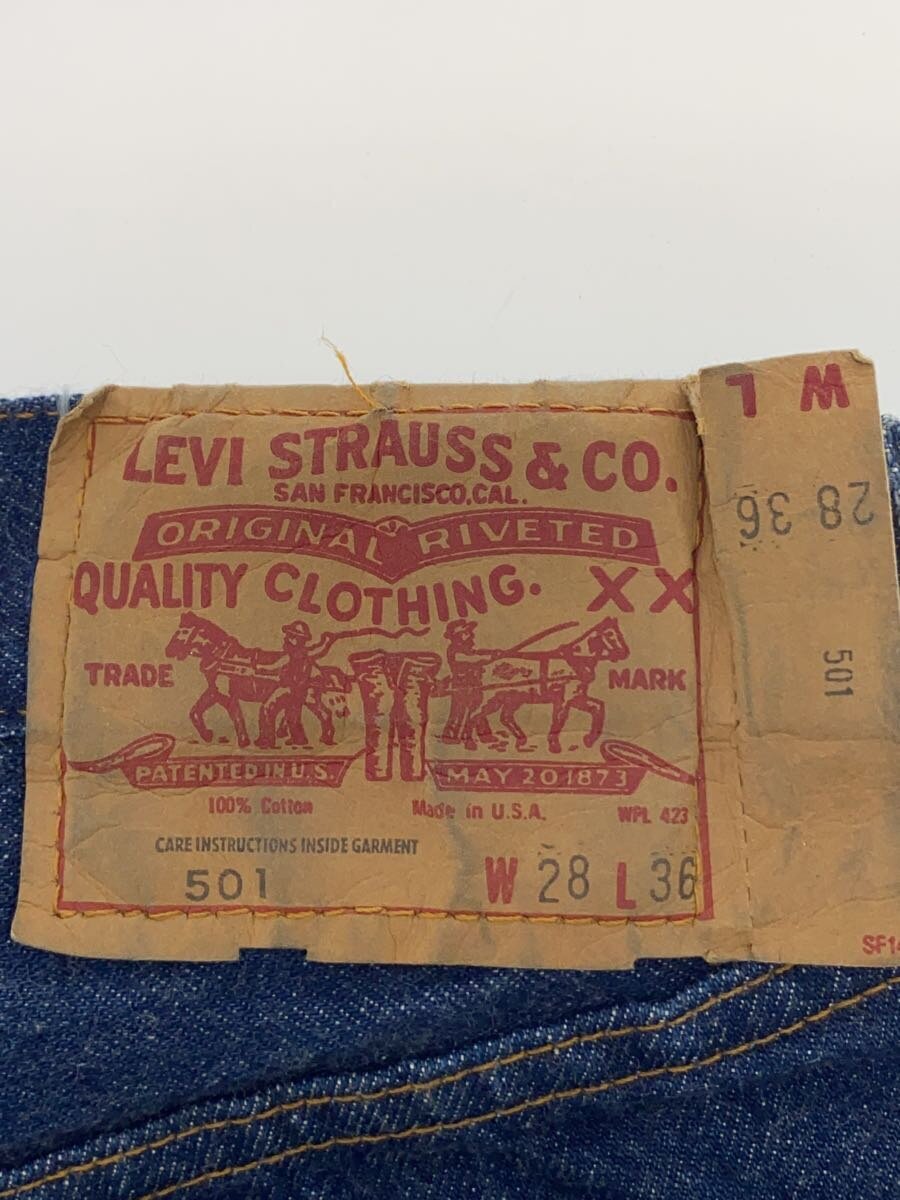 LEVI STRAUSS & CO.
SAN FRANCISCO, CAL.
ORIGINAL RIVETED
QUALITY CLOTHING. XX
TRADE MARK
PATENTED IN U.S. MAY 20 1873
100% Cotton Made in U.S.A. WPL 423
CARE INSTRUCTIONS INSIDE GARMENT
501 W 28 L 36
W L
28 36
501